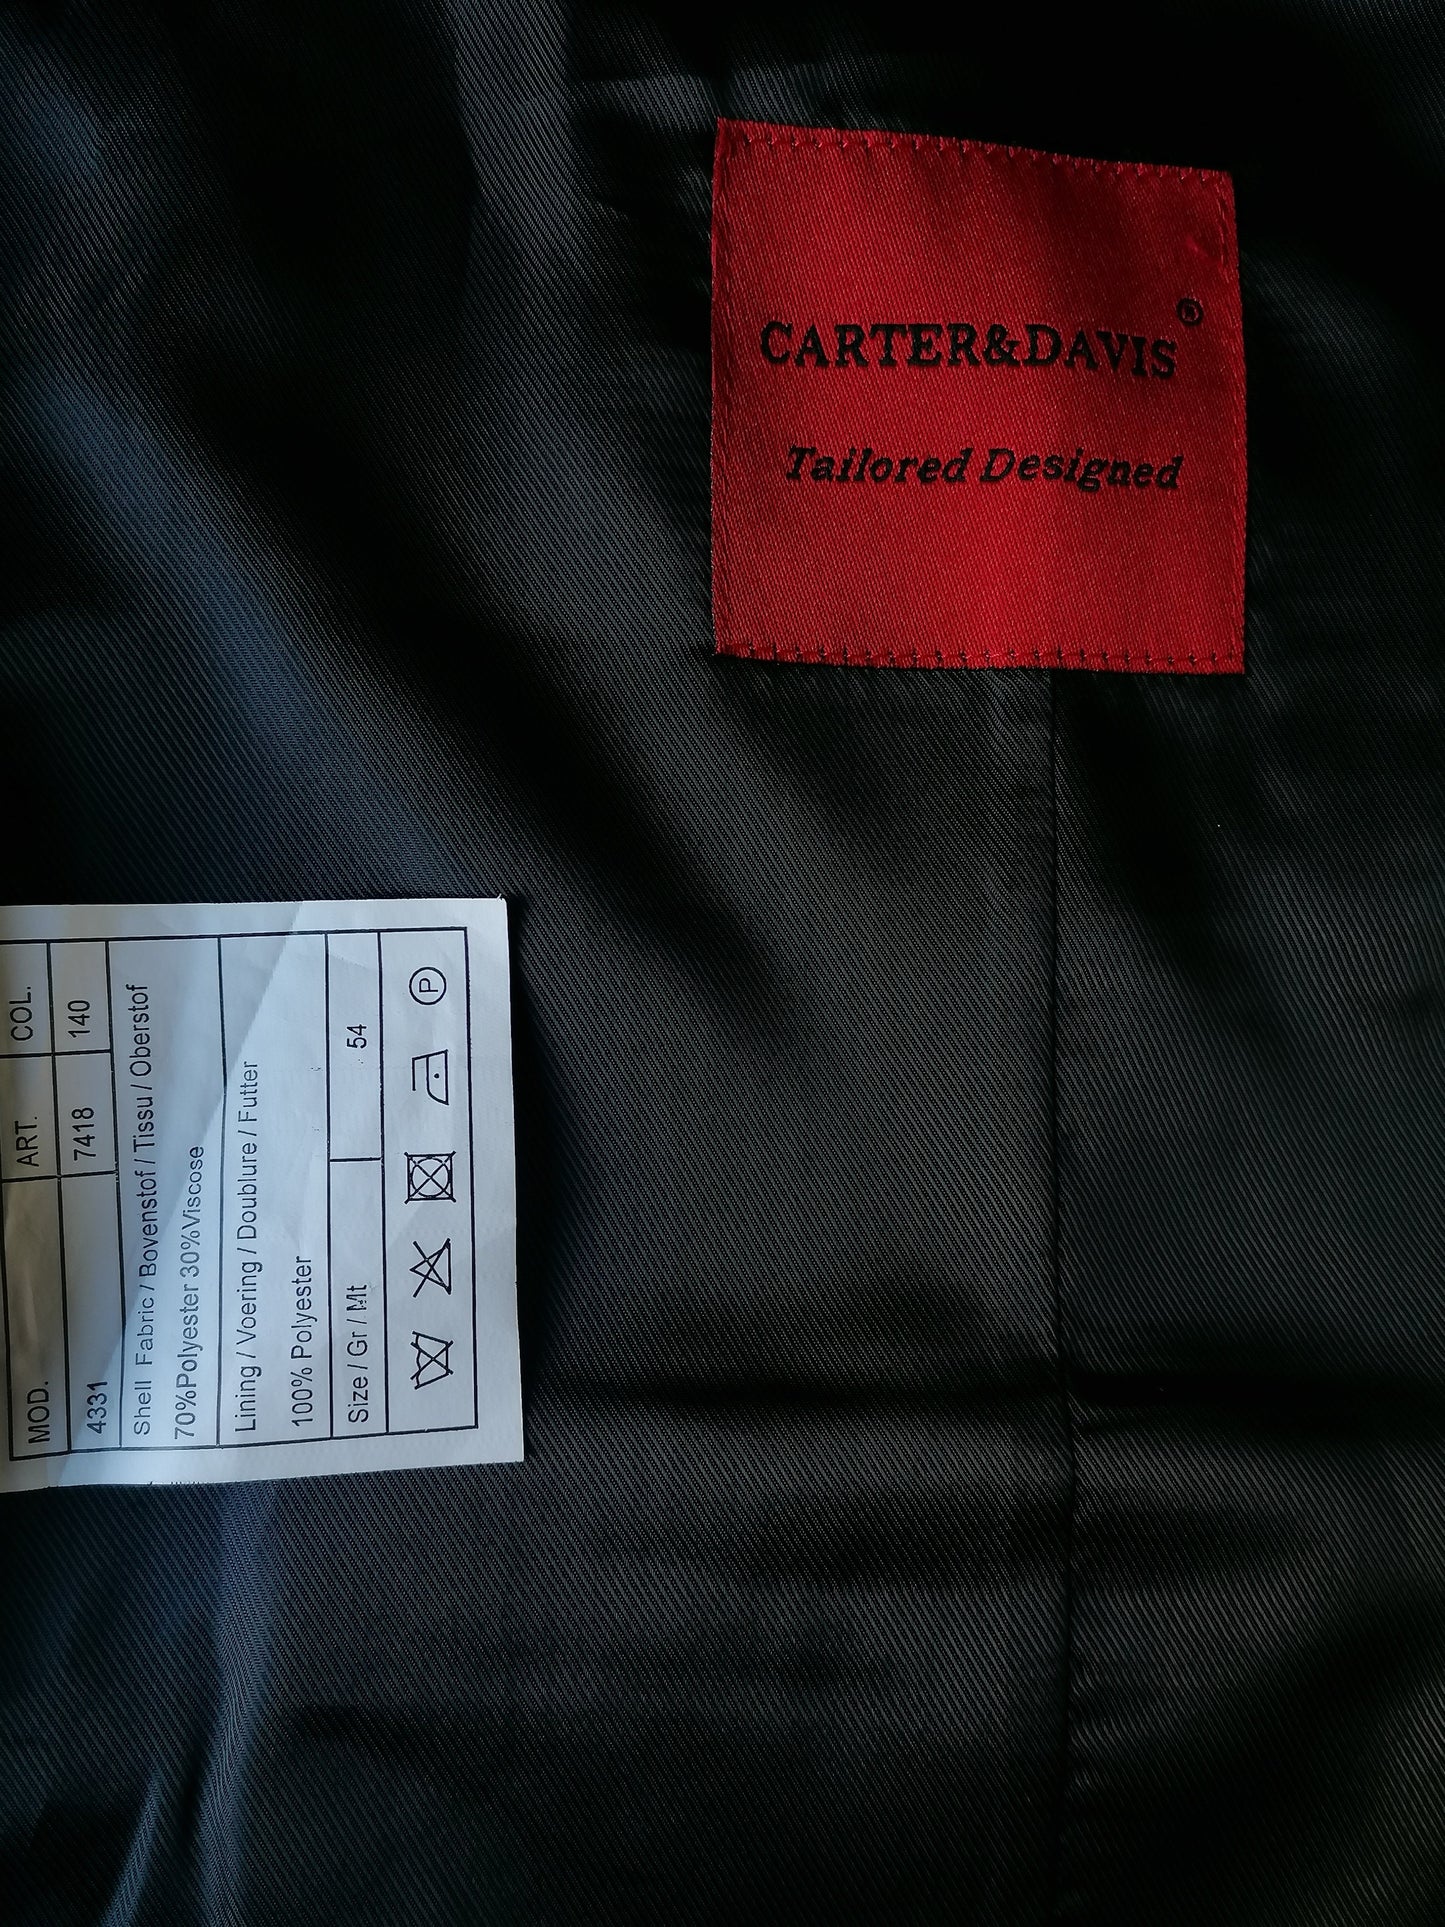 CARTER&DAVIS®
Tailored Designed
MOD. ART. COL.
4331 7418 140
Shell Fabric / Bovenstof / Tissu / Oberstof
70%Polyester 30%Viscose
Lining / Voering / Doublure / Futter
100% Polyester
Size / Gr / Mt 54
P